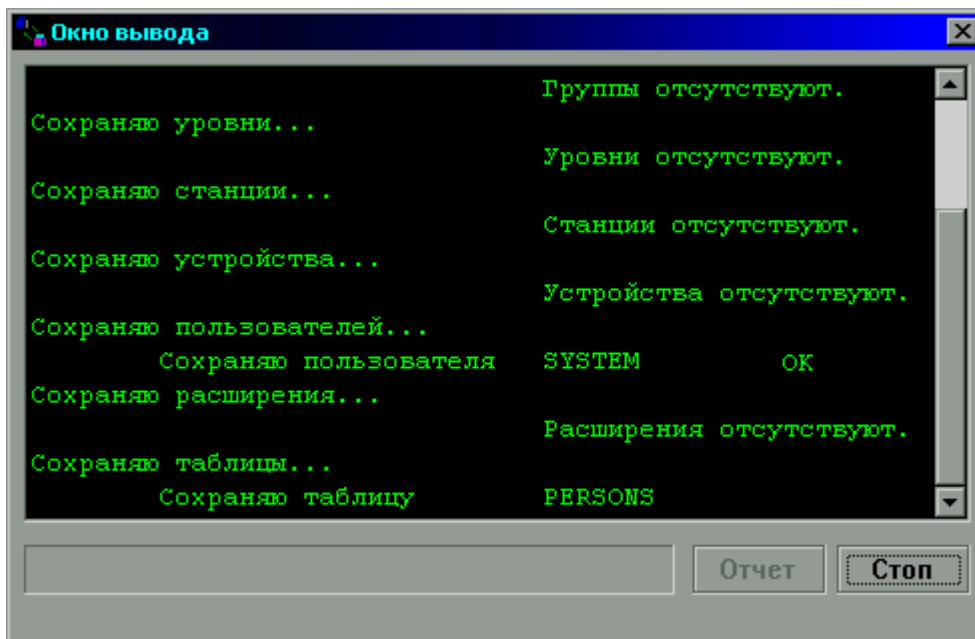 Окно вывода
Группы отсутствуют.
Сохраняю уровни...
Уровни отсутствуют.
Сохраняю станции...
Станции отсутствуют.
Сохраняю устройства...
Устройства отсутствуют.
Сохраняю пользователей...
Сохраняю пользователя SYSTEM OK
Сохраняю расширения...
Расширения отсутствуют.
Сохраняю таблицы...
Сохраняю таблицу PERSONS
Отчет Стоп